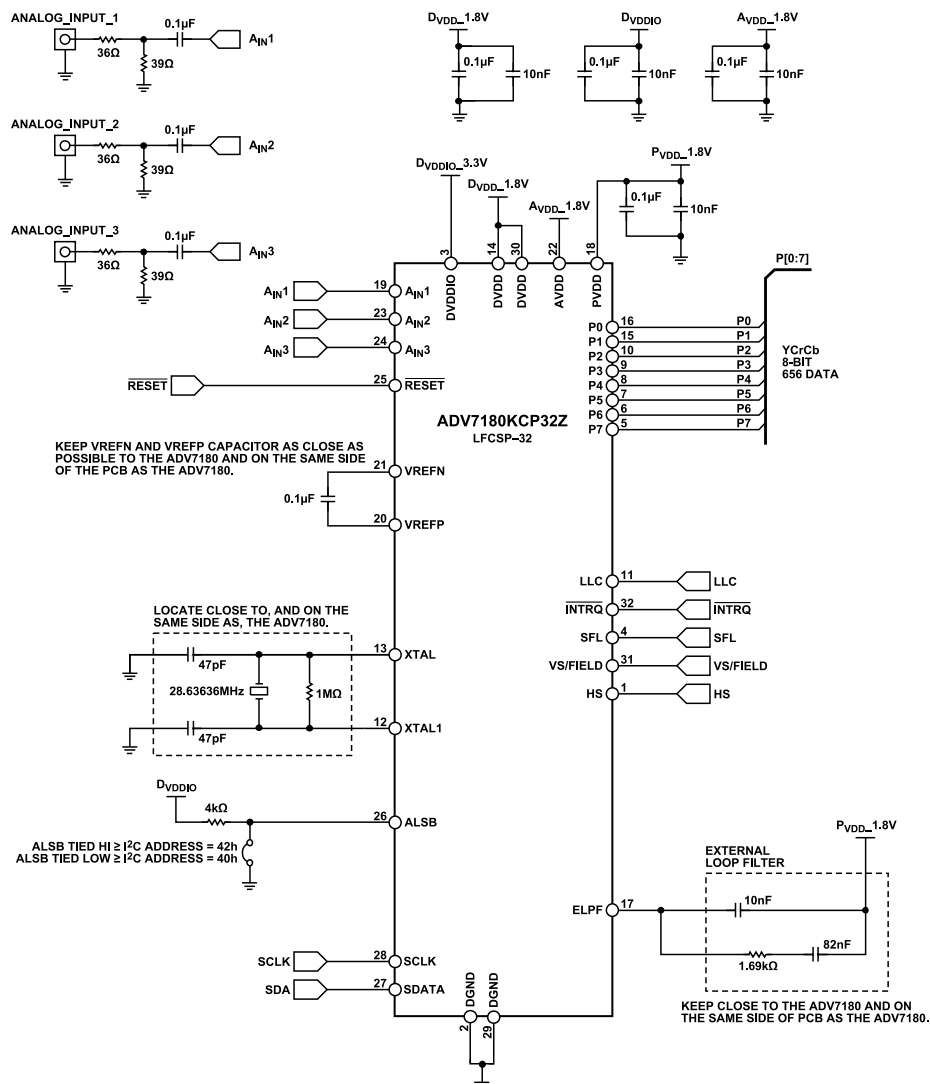 ANALOG_INPUT_1
0.1µF
AIN1
36Ω
39Ω
ANALOG_INPUT_2
0.1µF
AIN2
36Ω
39Ω
ANALOG_INPUT_3
0.1µF
AIN3
36Ω
39Ω
DVDD_1.8V
0.1µF
10nF
DVDDIO
0.1µF
10nF
AVDD_1.8V
0.1µF
10nF
DVDDIO_3.3V
DVDD_1.8V
AVDD_1.8V
PVDD_1.8V
0.1µF
10nF
3
14
30
22
18
DVDDIO
DVDD
DVDD
AVDD
PVDD
AIN1
19
AIN1
AIN2
23
AIN2
AIN3
24
AIN3
RESET
25
RESET
P[0:7]
P0
16
P0
P1
15
P1
P2
10
P2
P3
9
P3
P4
8
P4
P5
7
P5
P6
6
P6
P7
5
P7
YCrCb
8-BIT
656 DATA
ADV7180KCP32Z
LFCSP–32
KEEP VREFN AND VREFP CAPACITOR AS CLOSE AS
POSSIBLE TO THE ADV7180 AND ON THE SAME SIDE
OF THE PCB AS THE ADV7180.
21
VREFN
0.1µF
20
VREFP
LLC
11
LLC
INTRQ
32
INTRQ
SFL
4
SFL
VS/FIELD
31
VS/FIELD
HS
1
HS
LOCATE CLOSE TO, AND ON THE
SAME SIDE AS, THE ADV7180.
13
XTAL
47pF
28.63636MHz
1MΩ
12
XTAL1
47pF
DVDDIO
4kΩ
26
ALSB
ALSB TIED HI ≥ I²C ADDRESS = 42h
ALSB TIED LOW ≥ I²C ADDRESS = 40h
PVDD_1.8V
EXTERNAL
LOOP FILTER
ELPF
17
10nF
82nF
1.69kΩ
KEEP CLOSE TO THE ADV7180 AND ON
THE SAME SIDE OF PCB AS THE ADV7180.
SCLK
28
SCLK
SDA
27
SDATA
DGND
DGND
2
29